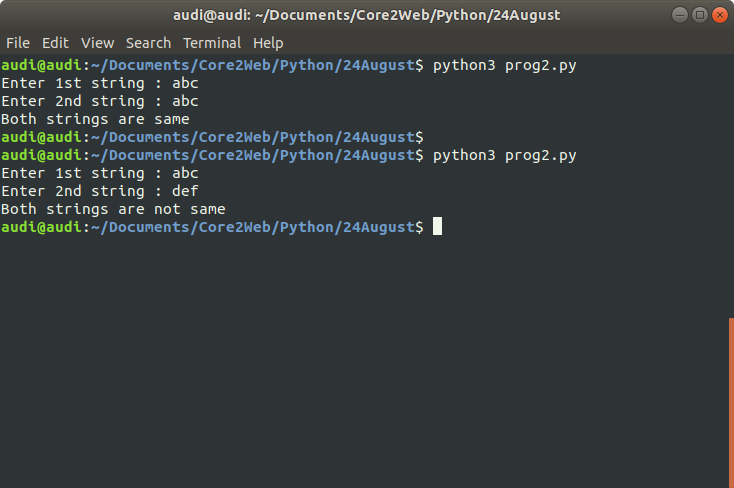 audi@audi: ~/Documents/Core2Web/Python/24August
File Edit View Search Terminal Help
audi@audi:~/Documents/Core2Web/Python/24August$ python3 prog2.py
Enter 1st string : abc
Enter 2nd string : abc
Both strings are same
audi@audi:~/Documents/Core2Web/Python/24August$
audi@audi:~/Documents/Core2Web/Python/24August$ python3 prog2.py
Enter 1st string : abc
Enter 2nd string : def
Both strings are not same
audi@audi:~/Documents/Core2Web/Python/24August$